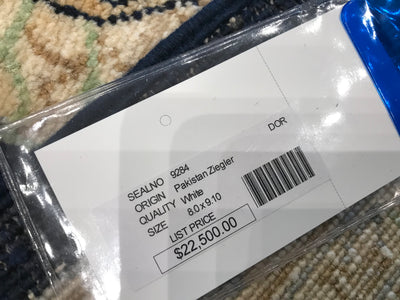 DOR
SEALNO 9284
ORIGIN Pakistan Ziegler
QUALITY White
SIZE 8.0 x 9.10
LIST PRICE
$22,500.00